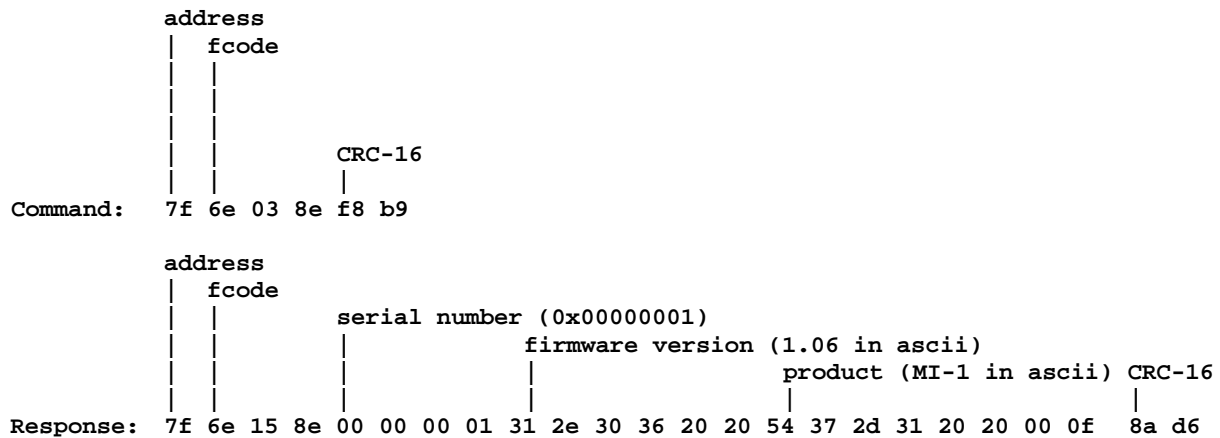 address
| fcode
| |
| |
| |
| | CRC-16
| | |
Command: 7f 6e 03 8e f8 b9
address
| fcode
| | serial number (0x00000001)
| | | firmware version (1.06 in ascii)
| | | | product (MI-1 in ascii) CRC-16
| | | | | |
Response: 7f 6e 15 8e 00 00 00 01 31 2e 30 36 20 20 54 37 2d 31 20 20 00 0f 8a d6